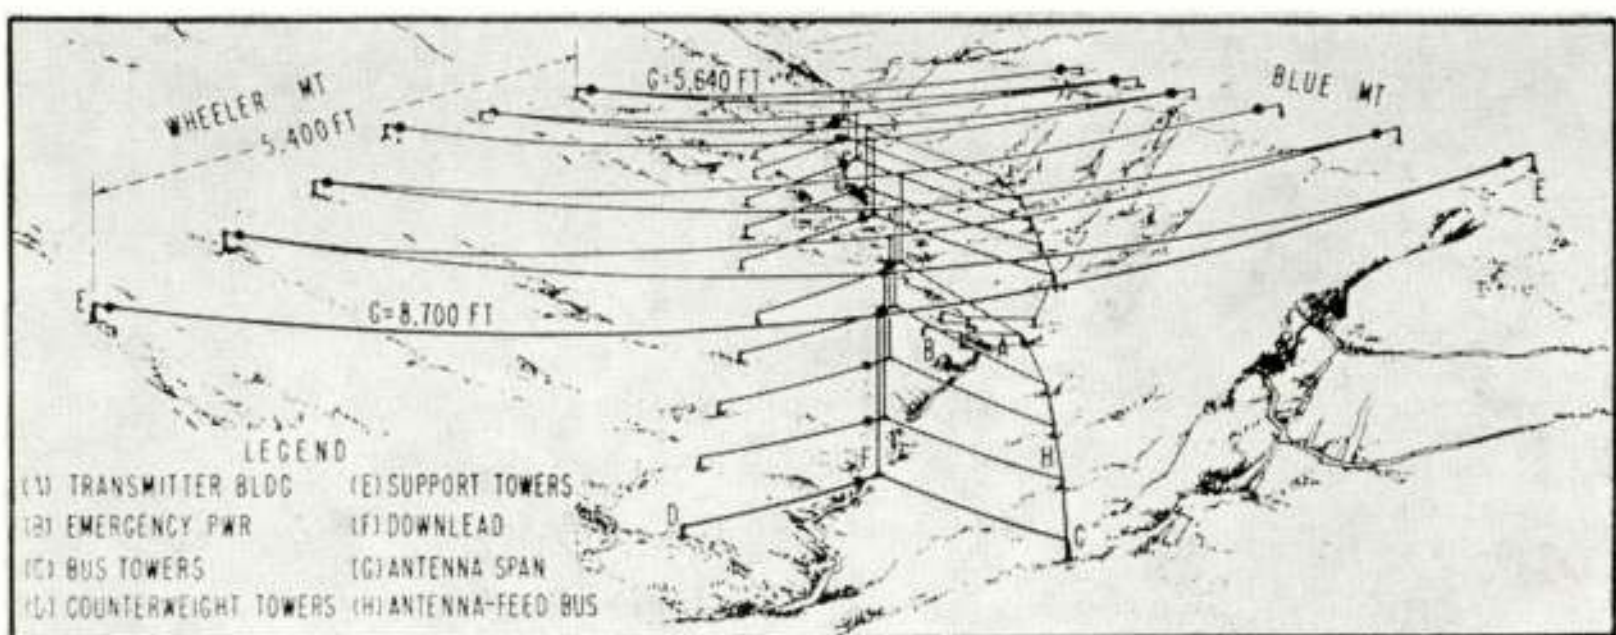 WHEELER MT
5,400 FT
G=5,640 FT
BLUE MT
E
E
G=8,700 FT
B
A
F
H
D
G
LEGEND
(A) TRANSMITTER BLDG
(B) EMERGENCY PWR
(C) BUS TOWERS
(D) COUNTERWEIGHT TOWERS
(E) SUPPORT TOWERS
(F) DOWNLEAD
(G) ANTENNA SPAN
(H) ANTENNA-FEED BUS